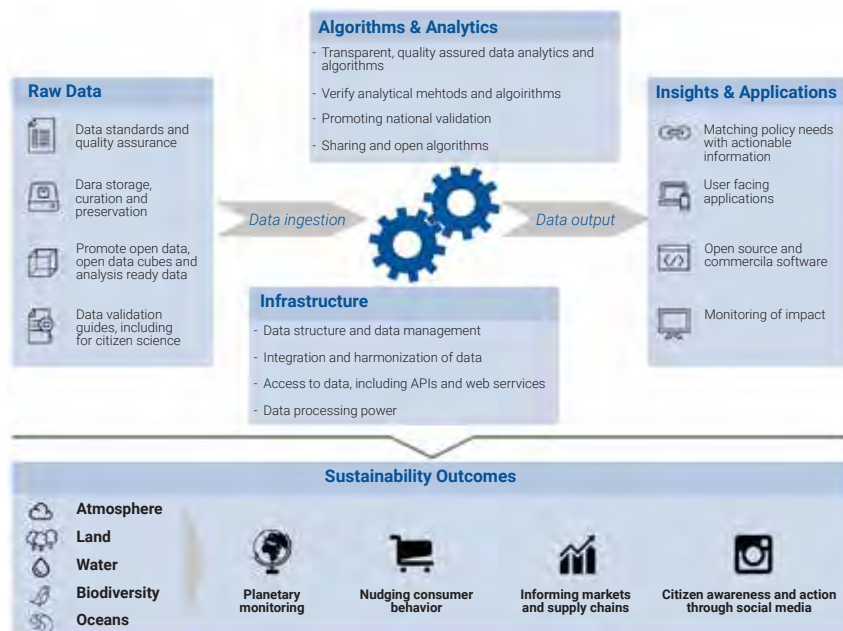 Algorithms & Analytics
- Transparent, quality assured data analytics and
algorithms
- Verify analytical mehtods and algoirithms
- Promoting national validation
- Sharing and open algorithms
Raw Data
Data standards and
quality assurance
Dara storage,
curation and
preservation
Promote open data,
open data cubes and
analysis ready data
Data validation
guides, including
for citizen science
Data ingestion
Data output
Insights & Applications
Matching policy needs
with actionable
information
User facing
applications
Open source and
commercila software
Monitoring of impact
Infrastructure
- Data structure and data management
- Integration and harmonization of data
- Access to data, including APIs and web serrvices
- Data processing power
Sustainability Outcomes
Atmosphere
Land
Water
Biodiversity
Oceans
Planetary
monitoring
Nudging consumer
behavior
Informing markets
and supply chains
Citizen awareness and action
through social media